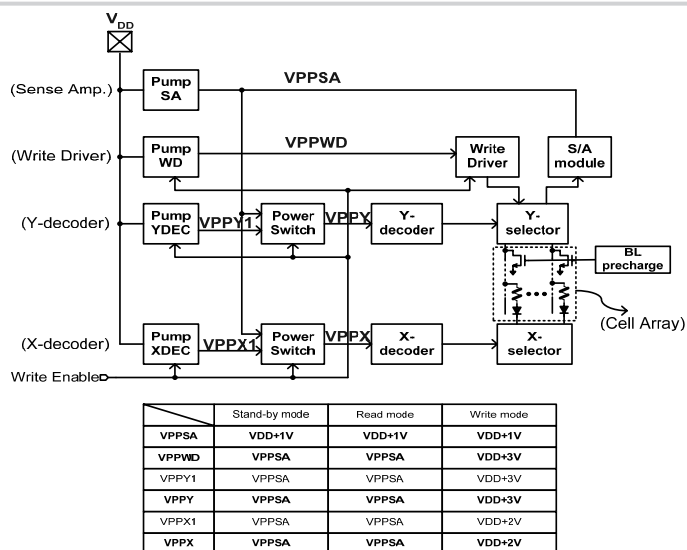 VDD
(Sense Amp.)
Pump
SA
VPPSA
(Write Driver)
Pump
WD
VPPWD
Write
Driver
S/A
module
(Y-decoder)
Pump
YDEC
VPPY1
Power
Switch
VPPY
Y-
decoder
Y-
selector
BL
precharge
(Cell Array)
(X-decoder)
Pump
XDEC
VPPX1
Power
Switch
VPPX
X-
decoder
X-
selector
Write Enable
Stand-by mode Read mode Write mode
VPPSA VDD+1V VDD+1V VDD+1V
VPPWD VPPSA VPPSA VDD+3V
VPPY1 VPPSA VPPSA VDD+3V
VPPY VPPSA VPPSA VDD+3V
VPPX1 VPPSA VPPSA VDD+2V
VPPX VPPSA VPPSA VDD+2V